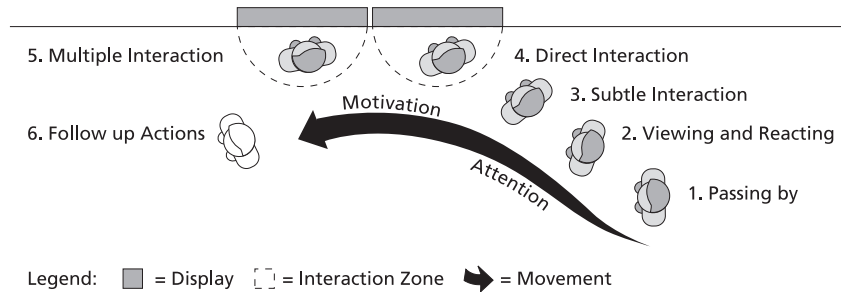 5. Multiple Interaction
4. Direct Interaction
3. Subtle Interaction
Motivation
6. Follow up Actions
2. Viewing and Reacting
Attention
1. Passing by
Legend: = Display = Interaction Zone = Movement